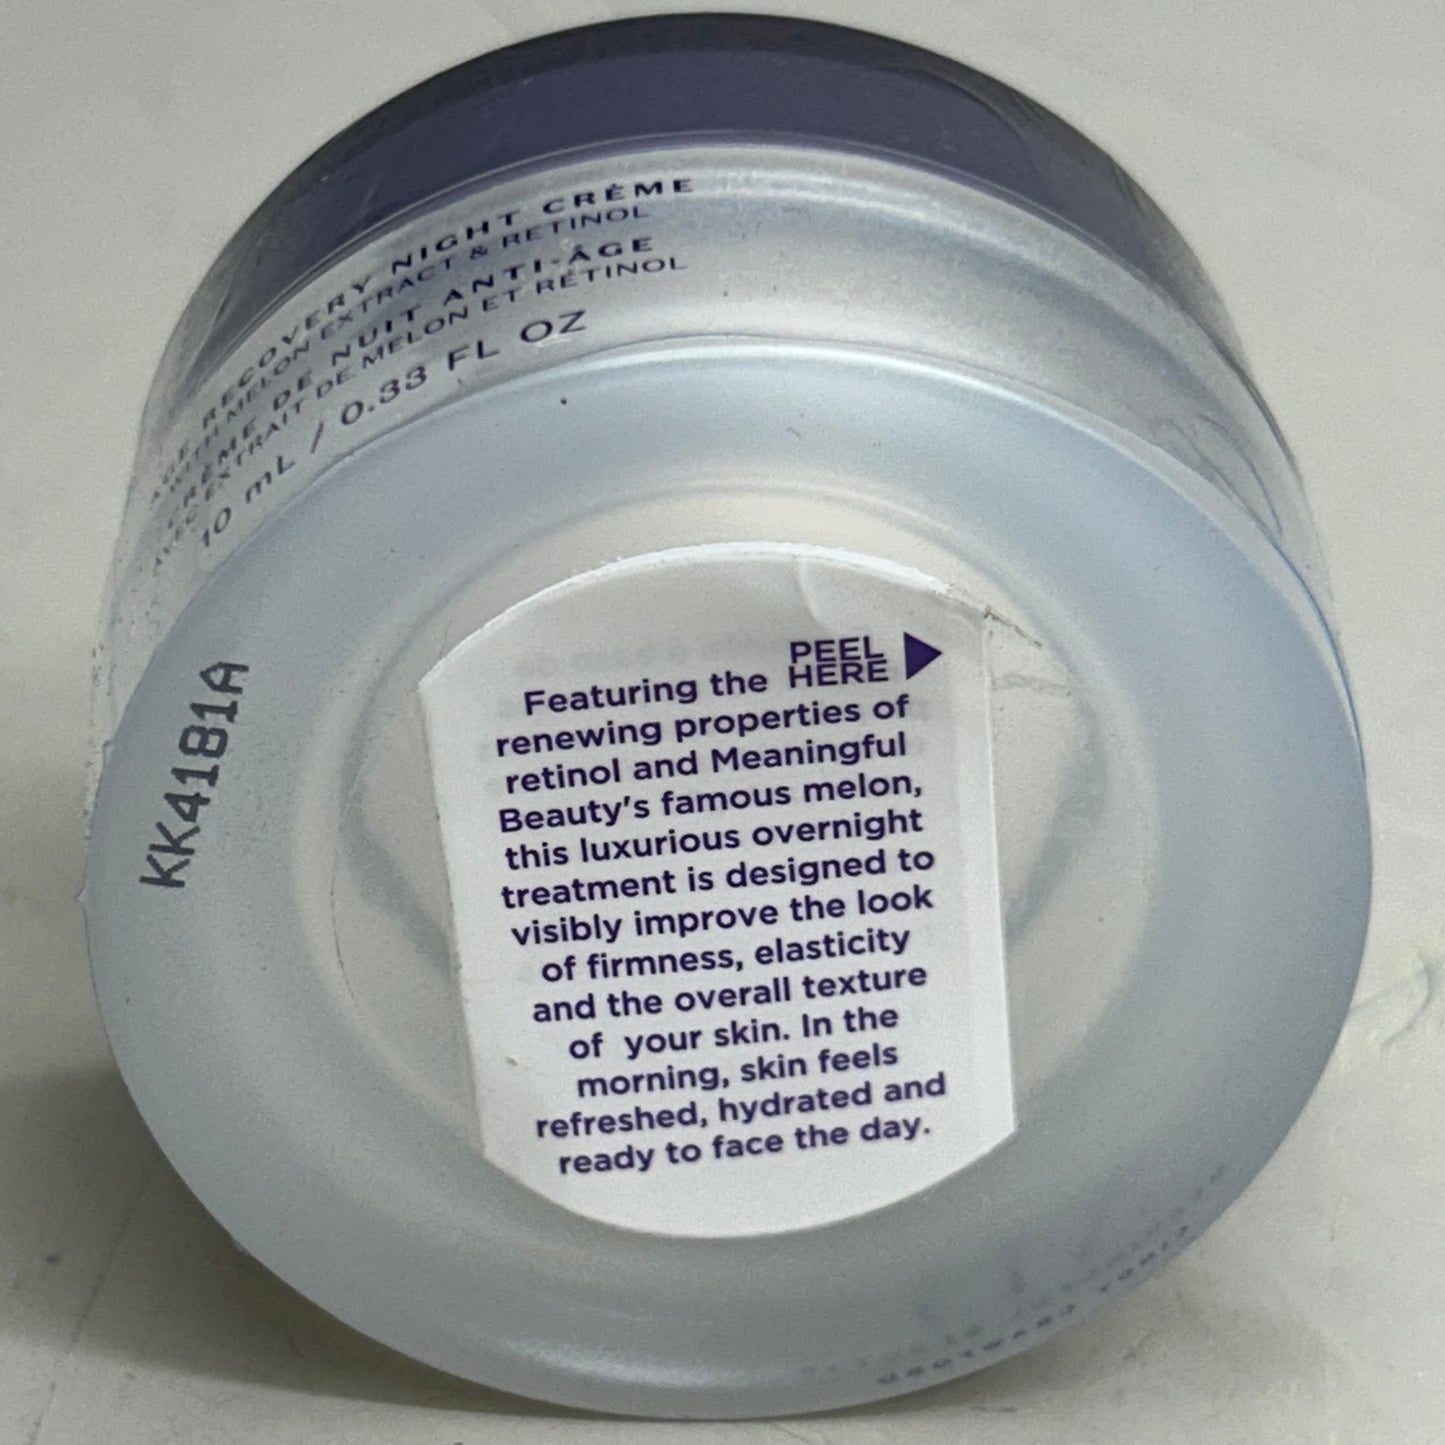 AGE RECOVERY NIGHT CRÈME
WITH MELON EXTRACT & RETINOL
CRÈME DE NUIT ANTI-ÂGE
AVEC EXTRAIT DE MELON ET RÉTINOL
10 mL / 0.33 FL OZ
KK41B1A
PEEL
HERE ▶
Featuring the
renewing properties of
retinol and Meaningful
Beauty's famous melon,
this luxurious overnight
treatment is designed to
visibly improve the look
of firmness, elasticity
and the overall texture
of your skin. In the
morning, skin feels
refreshed, hydrated and
ready to face the day.